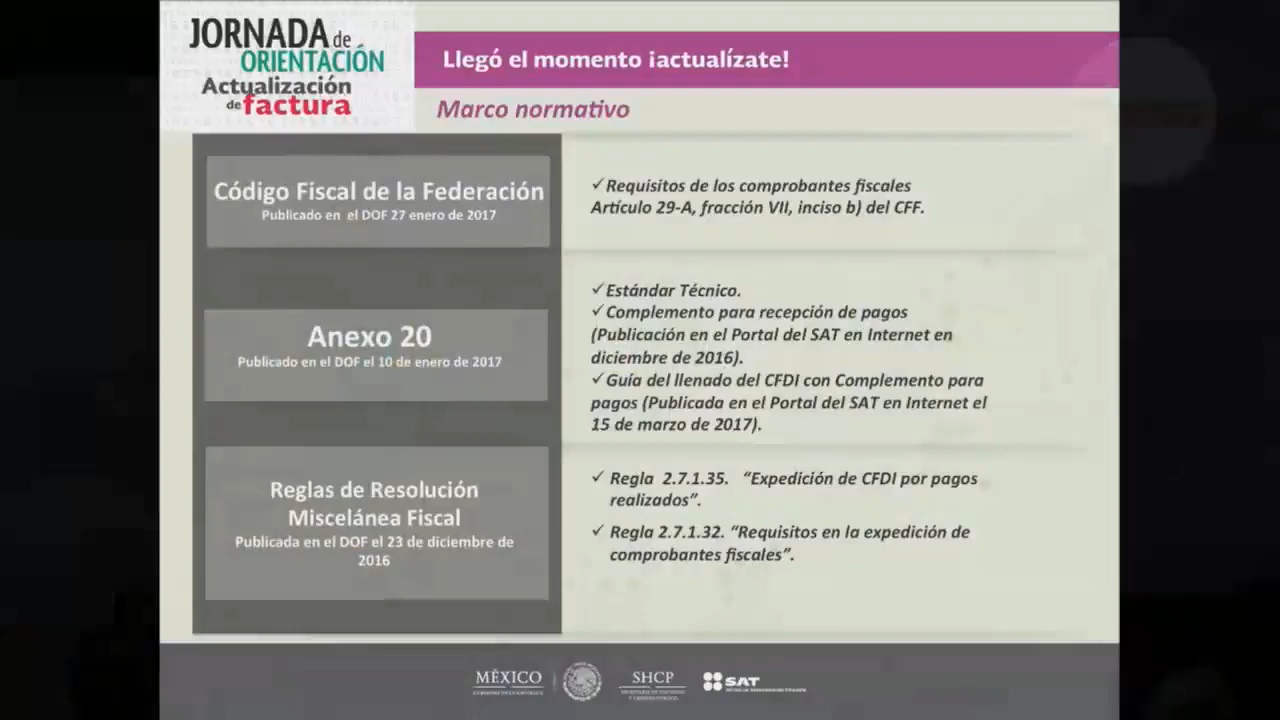 JORNADA de
ORIENTACIÓN
Actualización
de factura
Llegó el momento ¡actualízate!
Marco normativo
Código Fiscal de la Federación
Publicado en el DOF 27 enero de 2017
✓Requisitos de los comprobantes fiscales
Artículo 29-A, fracción VII, inciso b) del CFF.
Anexo 20
Publicado en el DOF el 10 de enero de 2017
✓Estándar Técnico.
✓Complemento para recepción de pagos
(Publicación en el Portal del SAT en Internet en
diciembre de 2016).
✓Guía del llenado del CFDI con Complemento para
pagos (Publicada en el Portal del SAT en Internet el
15 de marzo de 2017).
Reglas de Resolución
Miscelánea Fiscal
Publicada en el DOF el 23 de diciembre de
2016
✓ Regla 2.7.1.35. “Expedición de CFDI por pagos
realizados”.
✓ Regla 2.7.1.32. “Requisitos en la expedición de
comprobantes fiscales”.
MÉXICO
SHCP
SAT